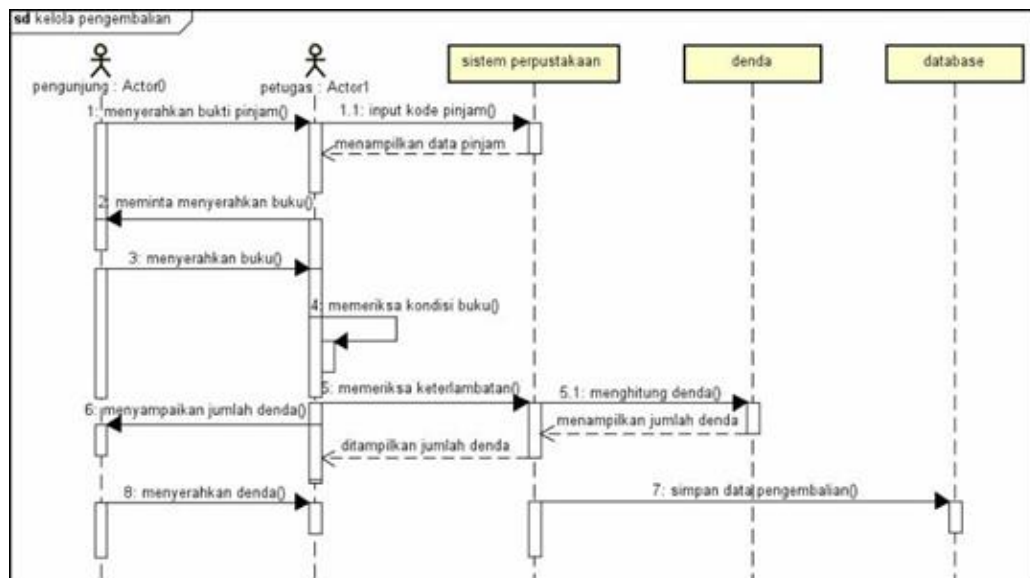 sd kelola pengembalian
pengunjung : Actor0
petugas : Actor1
sistem perpustakaan
denda
database
1: menyerahkan bukti pinjam()
1.1: input kode pinjam()
menampilkan data pinjam
2: meminta menyerahkan buku()
3: menyerahkan buku()
4: memeriksa kondisi buku()
5: memeriksa keterlambatan()
5.1: menghitung denda()
6: menyampaikan jumlah denda()
menampilkan jumlah denda
ditampilkan jumlah denda
8: menyerahkan denda()
7: simpan data pengembalian()